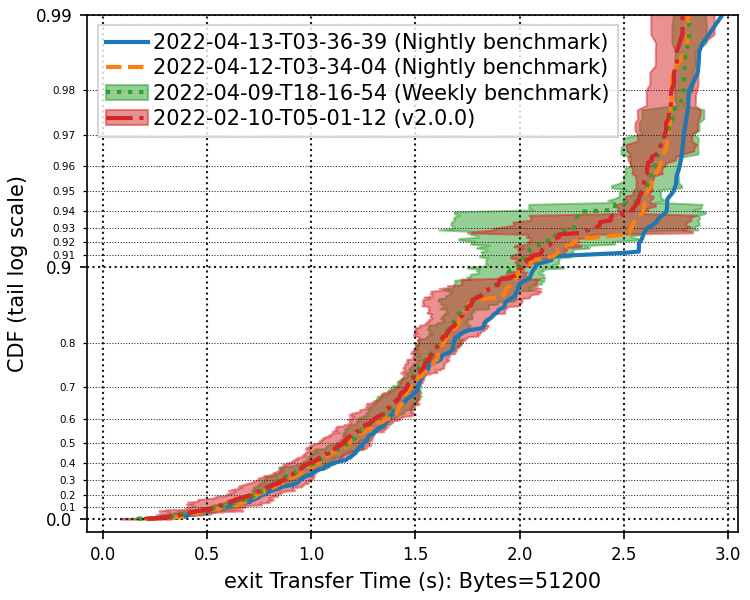 0.99
2022-04-13-T03-36-39 (Nightly benchmark)
2022-04-12-T03-34-04 (Nightly benchmark)
2022-04-09-T18-16-54 (Weekly benchmark)
2022-02-10-T05-01-12 (v2.0.0)
0.98
0.97
0.96
0.95
0.94
0.93
0.92
0.91
0.9
0.8
0.7
0.6
0.5
0.4
0.3
0.2
0.1
0.0
CDF (tail log scale)
0.0 0.5 1.0 1.5 2.0 2.5 3.0
exit Transfer Time (s): Bytes=51200